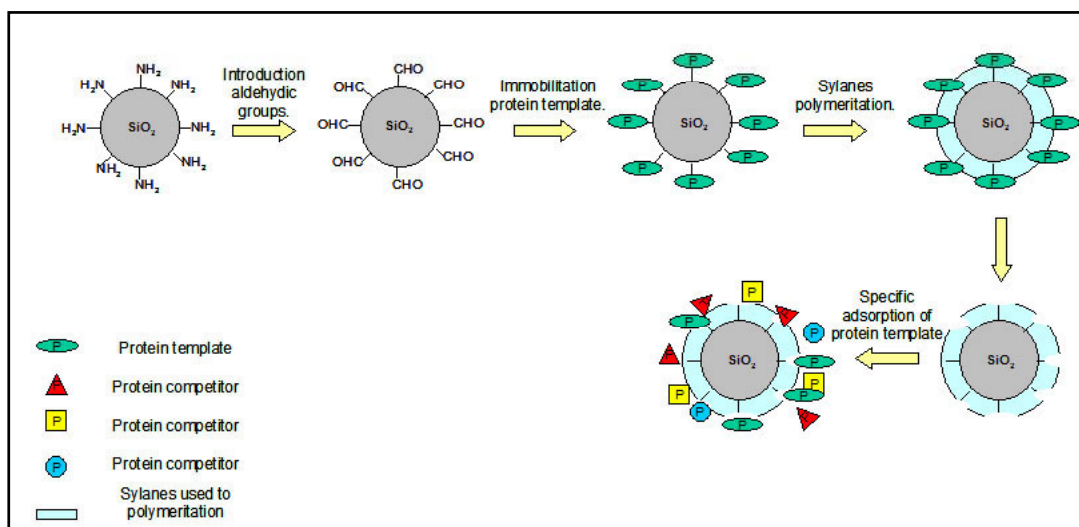 NH₂
H₂N
NH₂
NH₂
H₂N
SiO₂
NH₂
NH₂
NH₂
NH₂
Introduction
aldehydic
groups.
CHO
OHC
CHO
OHC
SiO₂
CHO
OHC
CHO
CHO
Immobilitation
protein template.
P
P
P
P
P
P
P
P
SiO₂
Sylanes
polymeritation.
P
P
P
P
P
P
P
P
SiO₂
SiO₂
Specific
adsorption of
protein template
P
P
P
P
P
P
P
P
P
P
SiO₂
P Protein template
P Protein competitor
P Protein competitor
P Protein competitor
Sylanes used to
polymeritation